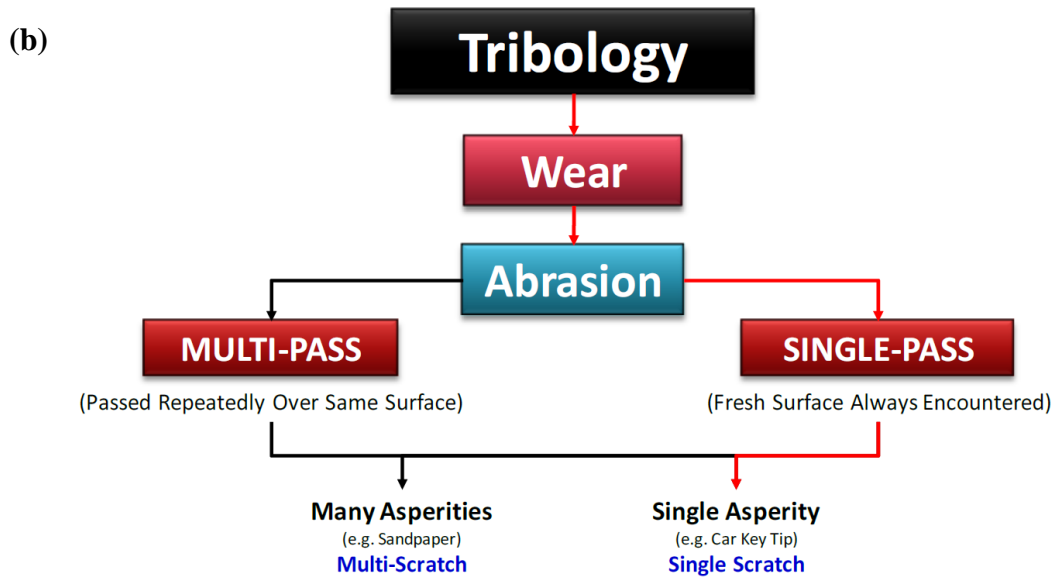 (b)
Tribology
Wear
Abrasion
MULTI-PASS
SINGLE-PASS
(Passed Repeatedly Over Same Surface)
(Fresh Surface Always Encountered)
Many Asperities
(e.g. Sandpaper)
Multi-Scratch
Single Asperity
(e.g. Car Key Tip)
Single Scratch